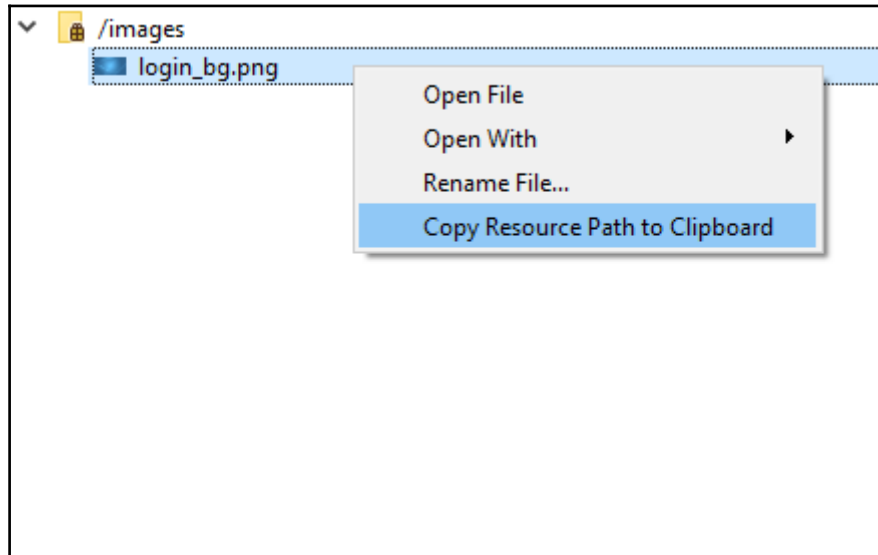 /images
login_bg.png
Open File
Open With
Rename File...
Copy Resource Path to Clipboard